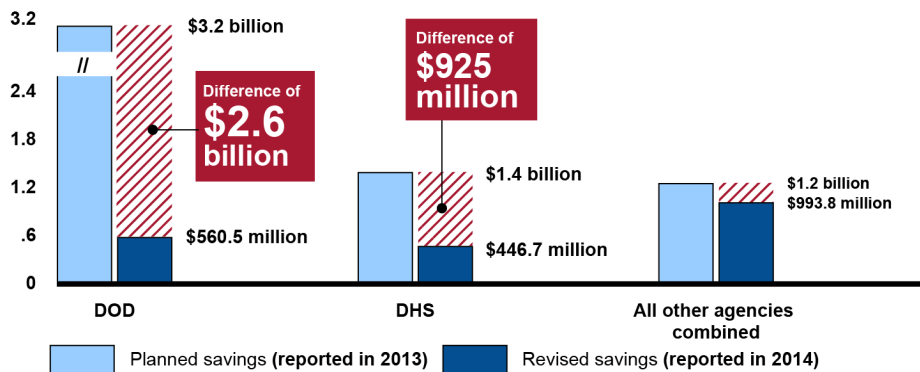 3.2
2.4
1.8
1.2
.6
0
//
$3.2 billion
Difference of
$2.6
billion
$560.5 million
Difference of
$925
million
$1.4 billion
$446.7 million
$1.2 billion
$993.8 million
DOD
DHS
All other agencies
combined
Planned savings (reported in 2013)
Revised savings (reported in 2014)